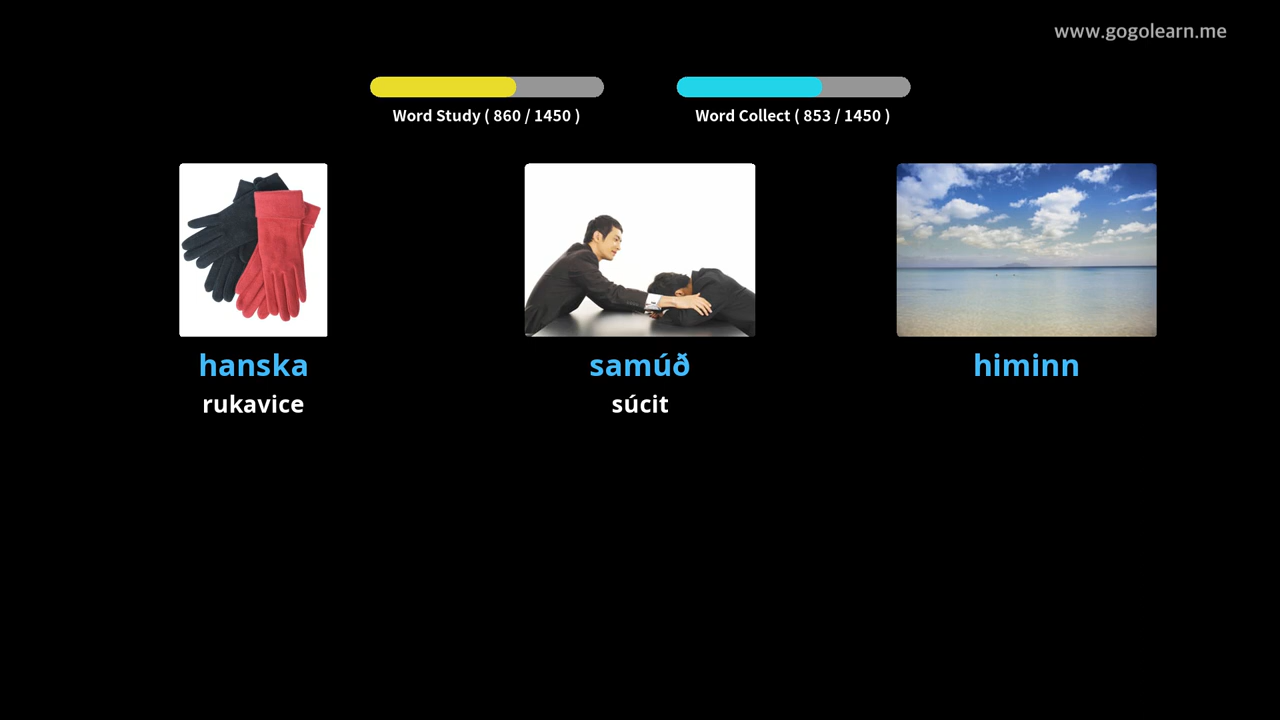 www.gogolearn.me
Word Study ( 860 / 1450 )
Word Collect ( 853 / 1450 )
hanska
rukavice
samúð
súcit
himinn